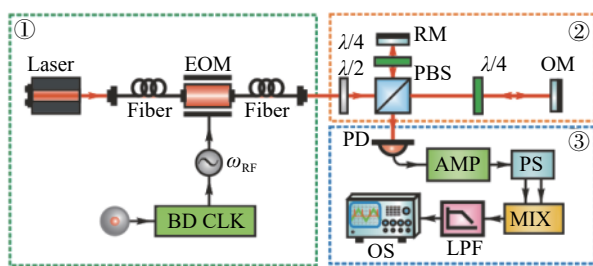 ①
Laser
Fiber
EOM
Fiber
ω_RF
BD CLK
②
λ/4
RM
λ/2
PBS
λ/4
OM
③
PD
AMP
PS
MIX
LPF
OS